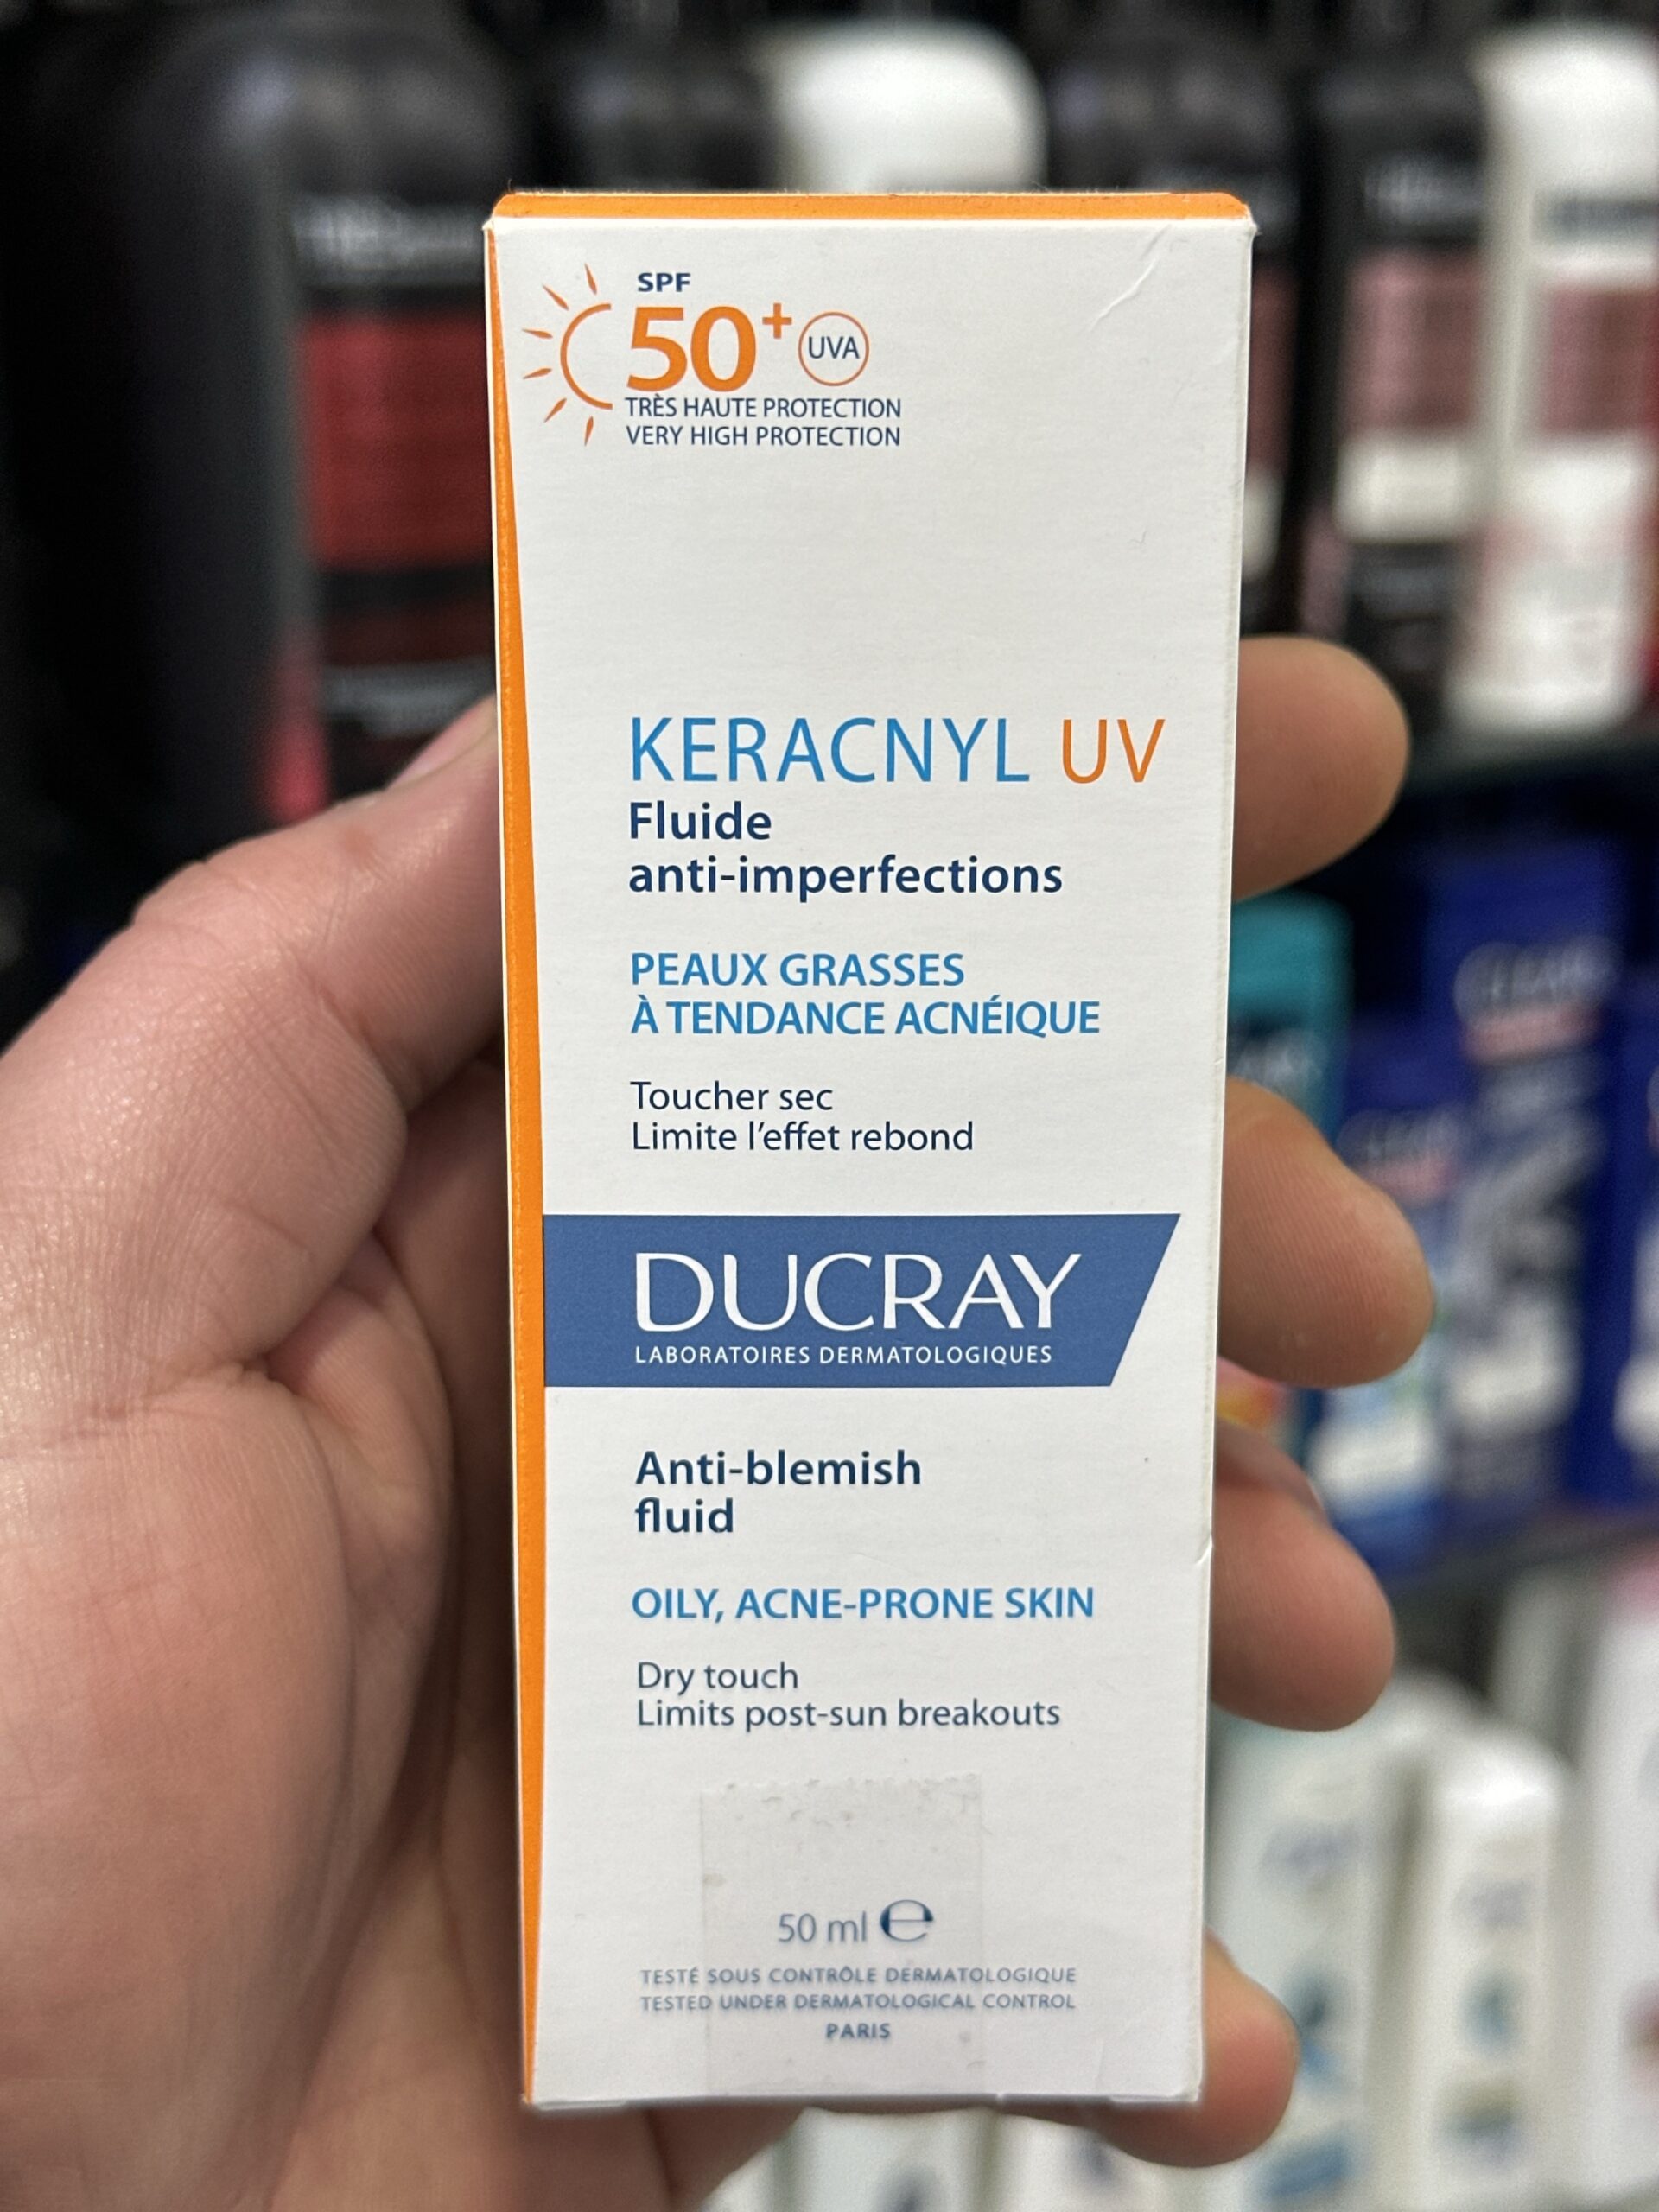 SPF
50+ UVA
TRÈS HAUTE PROTECTION
VERY HIGH PROTECTION
KERACNYL UV
Fluide
anti-imperfections
PEAUX GRASSES
À TENDANCE ACNÉIQUE
Toucher sec
Limite l'effet rebond
DUCRAY
LABORATOIRES DERMATOLOGIQUES
Anti-blemish
fluid
OILY, ACNE-PRONE SKIN
Dry touch
Limits post-sun breakouts
50 ml ℮
TESTÉ SOUS CONTRÔLE DERMATOLOGIQUE
TESTED UNDER DERMATOLOGICAL CONTROL
PARIS